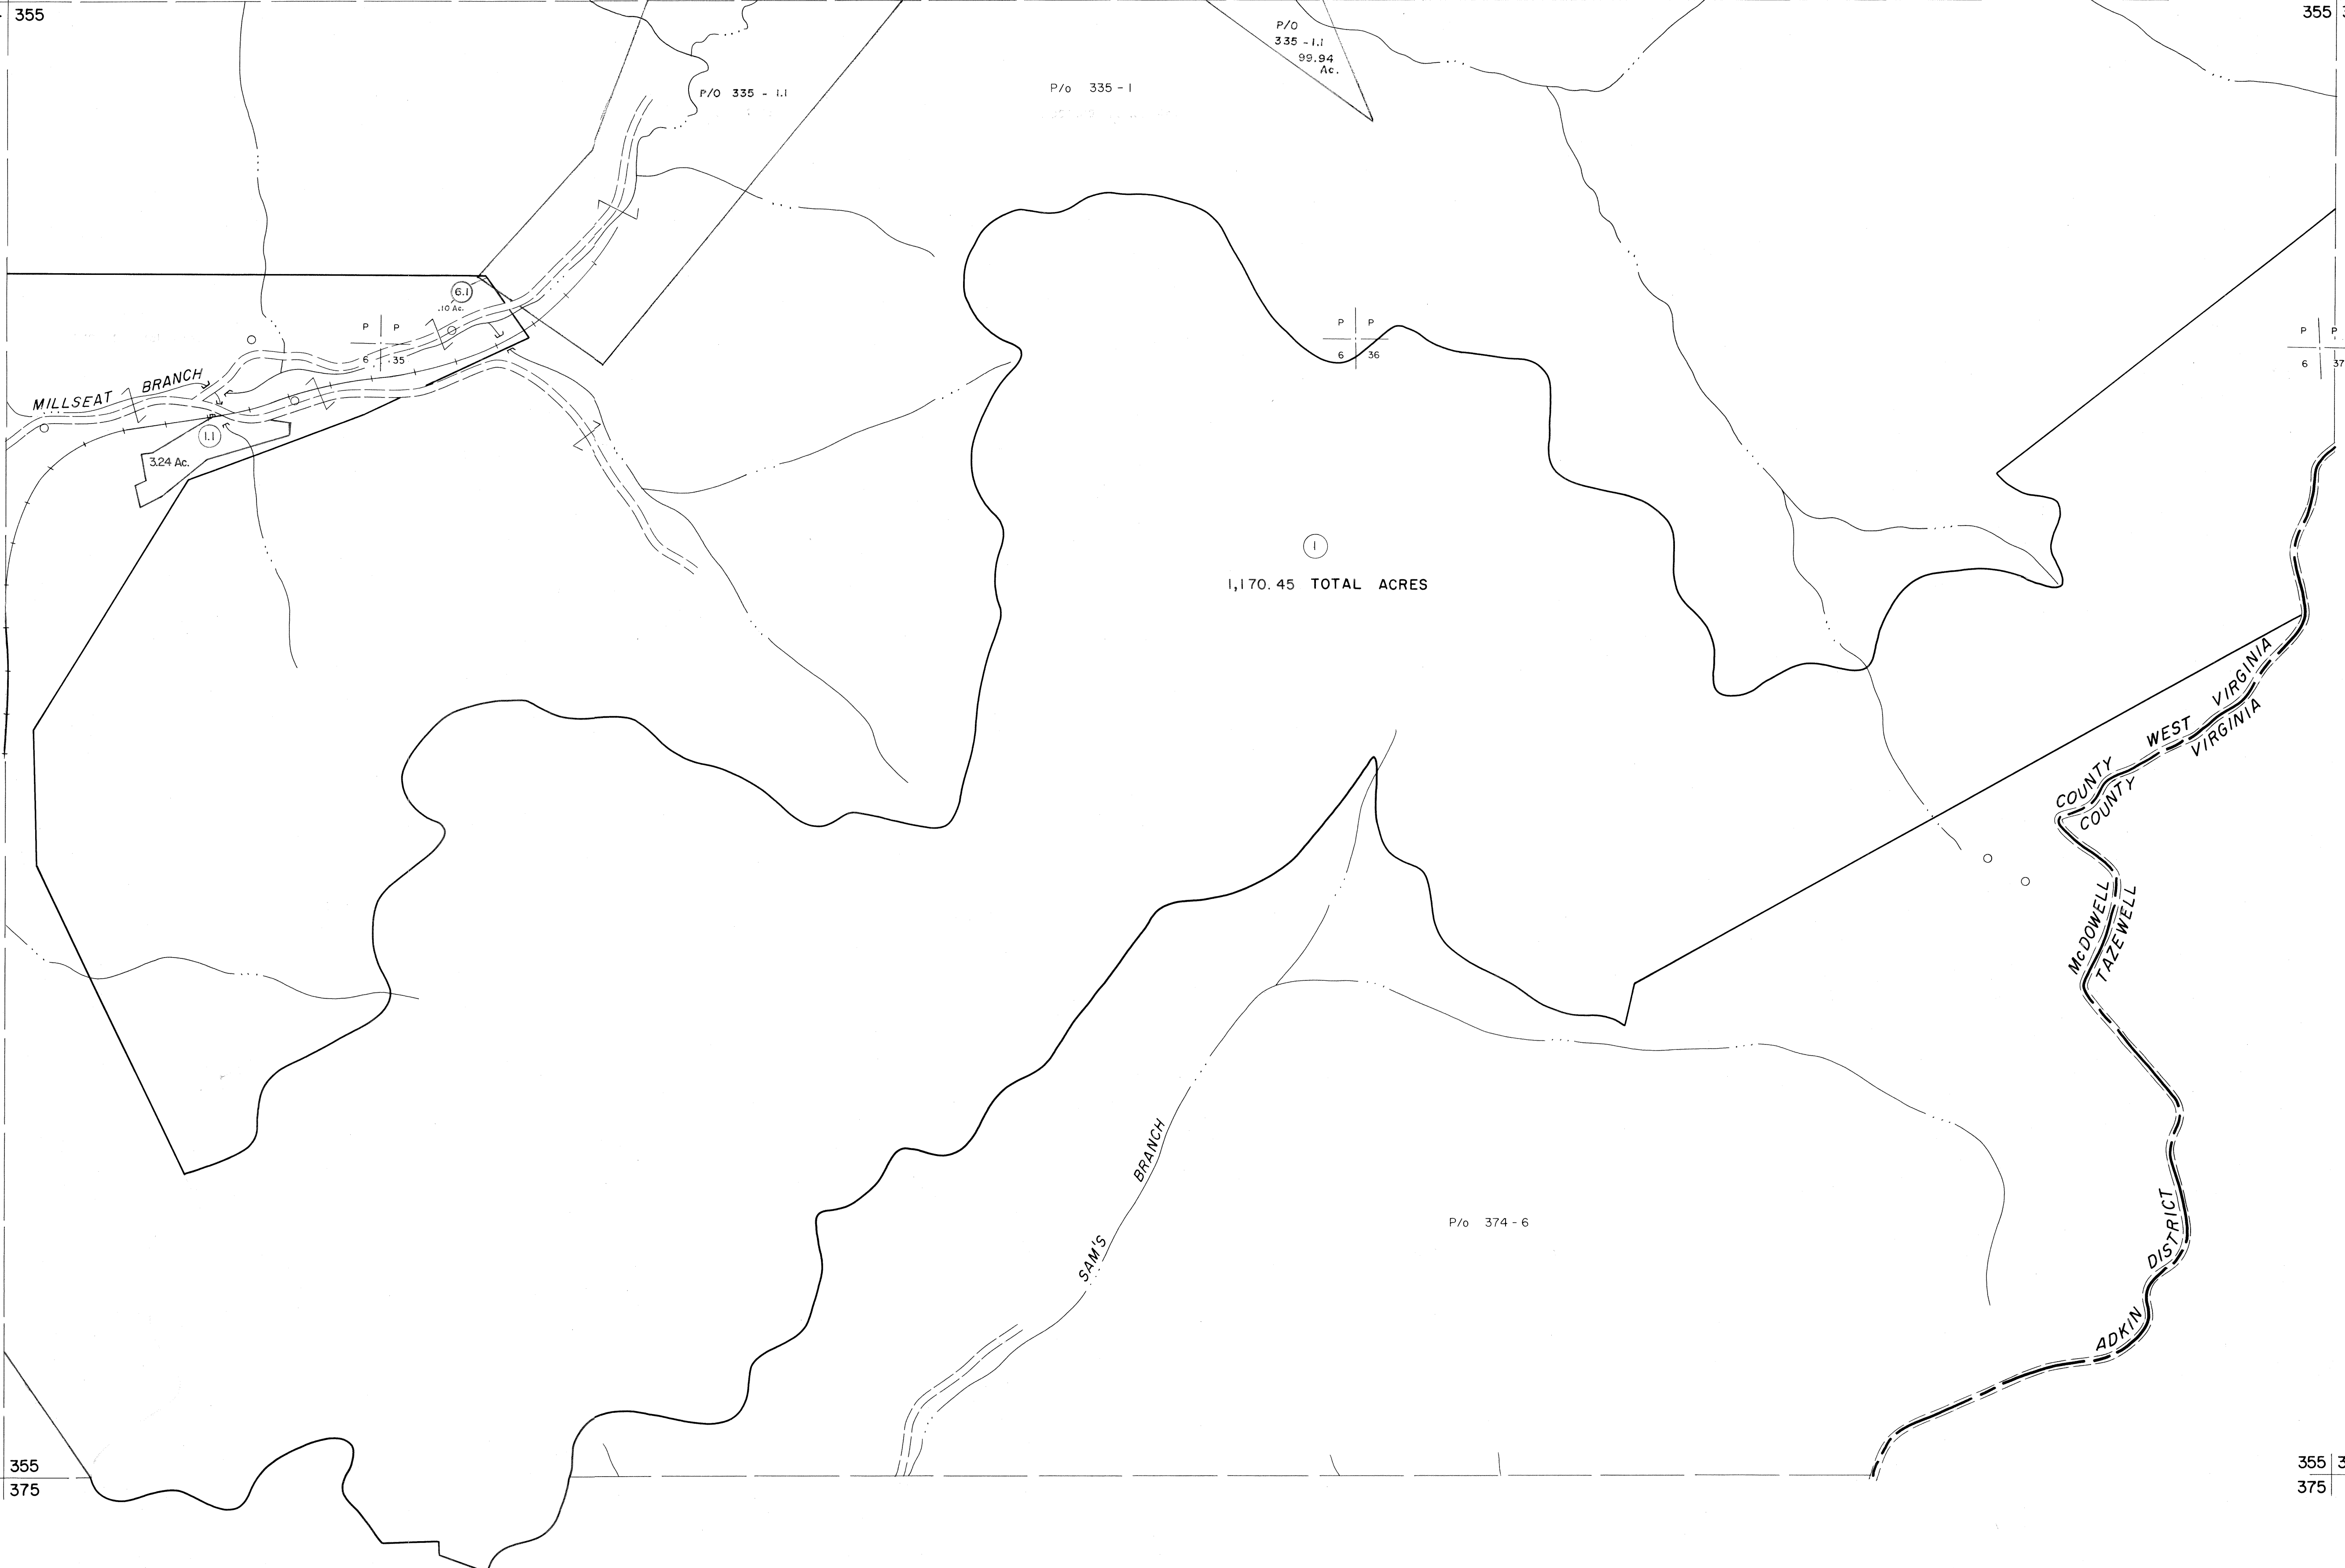 355
355
P/O
335 - 1.1
99.94
Ac.
P/O 335 - 1.1
P/o 335 - 1
6.1
.10 Ac.
P P
6 35
P P
6 36
P P
6 37
MILLSEAT BRANCH
1.1
3.24 Ac.
1
1,170.45 TOTAL ACRES
WEST VIRGINIA
VIRGINIA
COUNTY
COUNTY
McDOWELL
TAZEWELL
SAM'S BRANCH
P/o 374 - 6
ADKIN DISTRICT
355
375
355
375